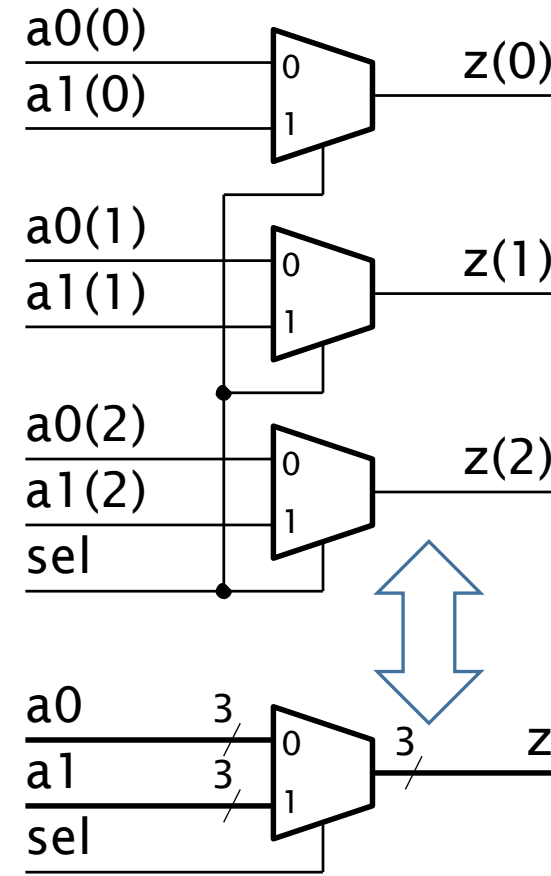 a0(0)
0
z(0)
a1(0)
1
a0(1)
0
z(1)
a1(1)
1
a0(2)
0
z(2)
a1(2)
1
sel
a0
3
0
3
z
a1
3
1
sel